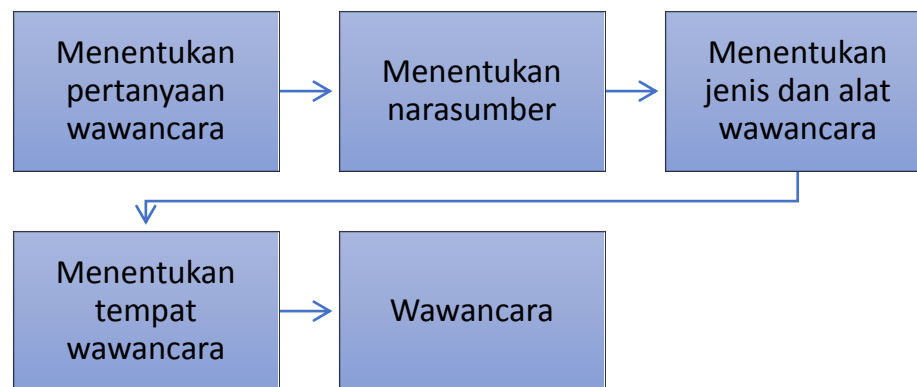 Menentukan
pertanyaan
wawancara
Menentukan
narasumber
Menentukan
jenis dan alat
wawancara
Menentukan
tempat
wawancara
Wawancara